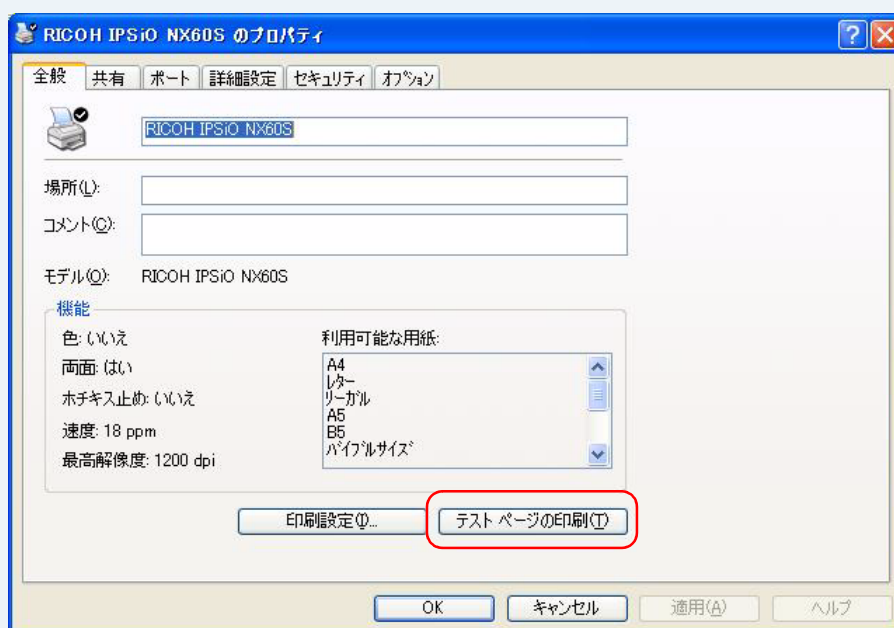 RICOH IPSiO NX60S のプロパティ
全般 共有 ポート 詳細設定 セキュリティ オプション
RICOH IPSiO NX60S
場所(L):
コメント(C):
モデル(O): RICOH IPSiO NX60S
機能
色: いいえ 利用可能な用紙:
両面: はい
ホチキス止め: いいえ
速度: 18 ppm
最高解像度: 1200 dpi
A4
レター
リーガル
A5
B5
バイブルサイズ
印刷設定(I)... テスト ページの印刷(T)
OK キャンセル 適用(A) ヘルプ